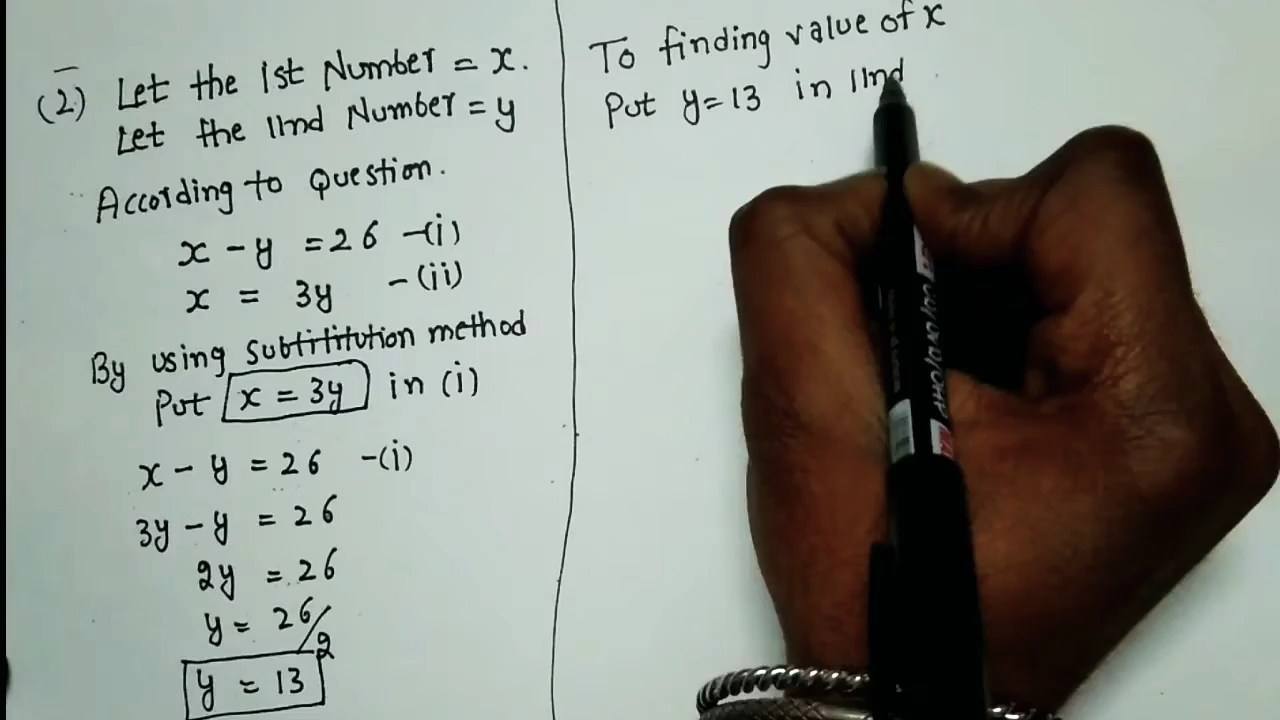 (2) Let the 1st Number = x.
Let the IInd Number = y
According to Question.
x - y = 26 -(i)
x = 3y - (ii)
By using subtititution method
Put x = 3y in (i)
x - y = 26 -(i)
3y - y = 26
2y = 26
y = 26/2
y = 13
To finding value of x
Put y=13 in IInd